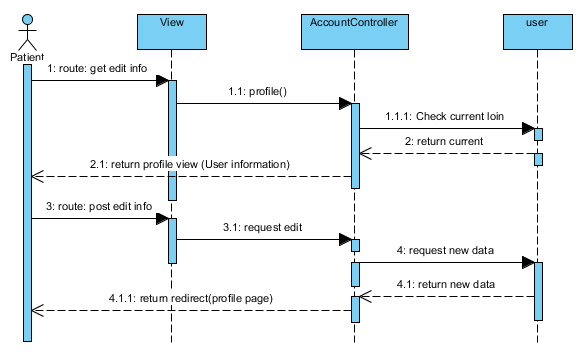 View
AccountController
user
Patient
1: route: get edit info
1.1: profile()
1.1.1: Check current loin
2: return current
2.1: return profile view (User information)
3: route: post edit info
3.1: request edit
4: request new data
4.1: return new data
4.1.1: return redirect(profile page)